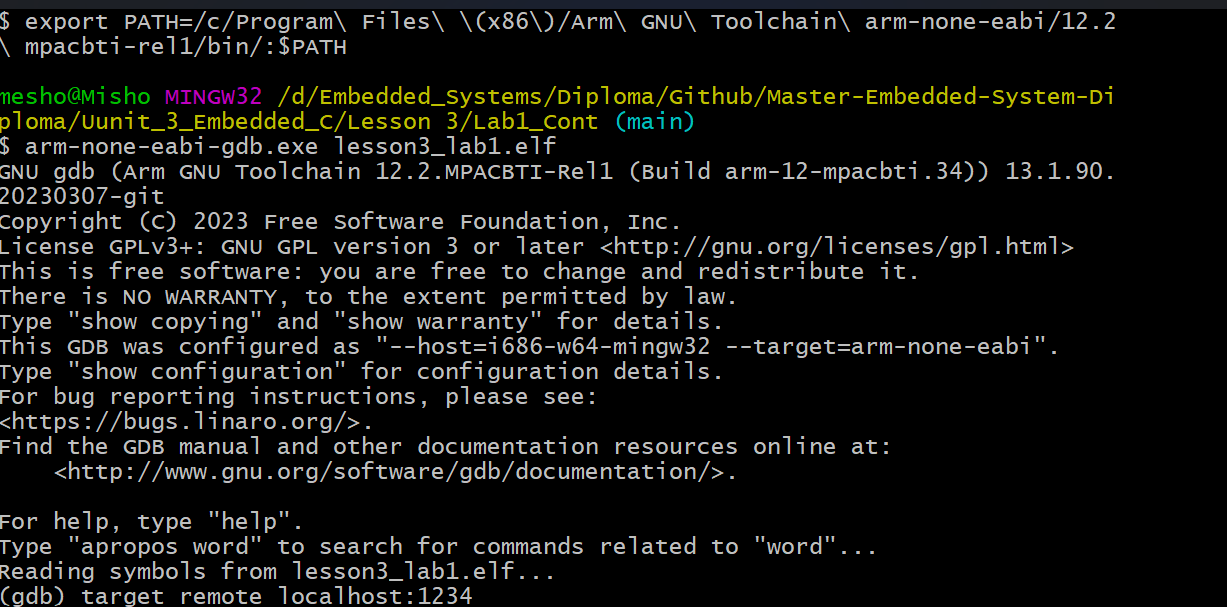 $ export PATH=/c/Program\ Files\ \(x86\)/Arm\ GNU\ Toolchain\ arm-none-eabi/12.2
\ mpacbti-rel1/bin/:$PATH
mesho@Misho MINGW32 /d/Embedded_Systems/Diploma/Github/Master-Embedded-System-Di
ploma/Uunit_3_Embedded_C/Lesson 3/Lab1_Cont (main)
$ arm-none-eabi-gdb.exe lesson3_lab1.elf
GNU gdb (Arm GNU Toolchain 12.2.MPACBTI-Rel1 (Build arm-12-mpacbti.34)) 13.1.90.
20230307-git
Copyright (C) 2023 Free Software Foundation, Inc.
License GPLv3+: GNU GPL version 3 or later <http://gnu.org/licenses/gpl.html>
This is free software: you are free to change and redistribute it.
There is NO WARRANTY, to the extent permitted by law.
Type "show copying" and "show warranty" for details.
This GDB was configured as "--host=i686-w64-mingw32 --target=arm-none-eabi".
Type "show configuration" for configuration details.
For bug reporting instructions, please see:
<https://bugs.linaro.org/>.
Find the GDB manual and other documentation resources online at:
    <http://www.gnu.org/software/gdb/documentation/>.
For help, type "help".
Type "apropos word" to search for commands related to "word"...
Reading symbols from lesson3_lab1.elf...
(gdb) target remote localhost:1234